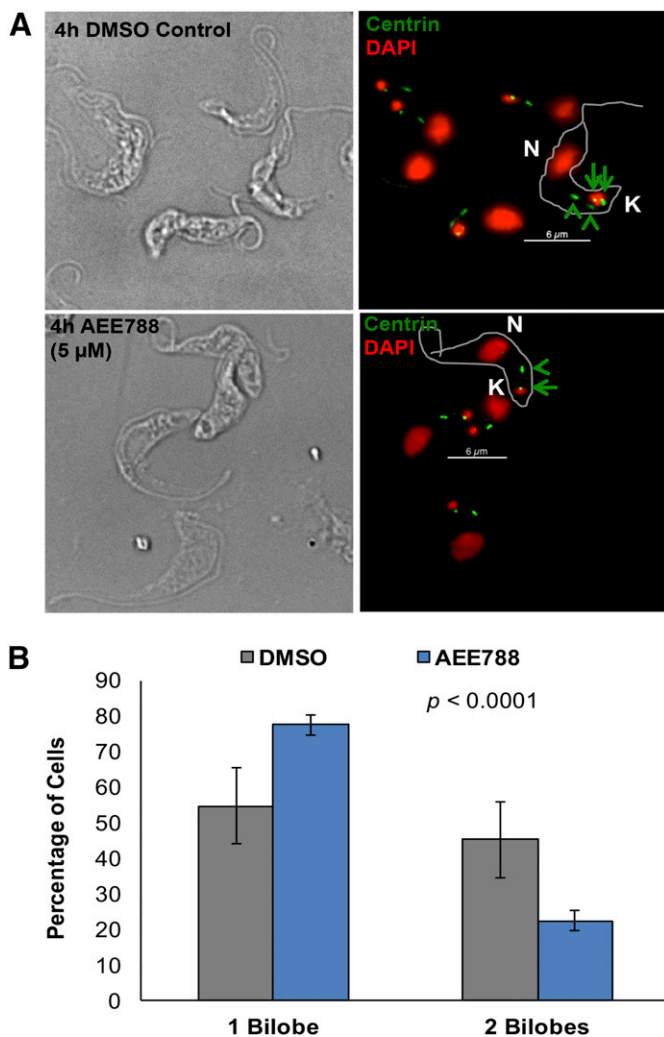 A
4h DMSO Control
Centrin
DAPI
N
K
6 µm
4h AEE788
(5 µM)
Centrin
DAPI
N
K
6 µm
B
DMSO
AEE788
p < 0.0001
Percentage of Cells
90
80
70
60
50
40
30
20
10
0
1 Bilobe
2 Bilobes